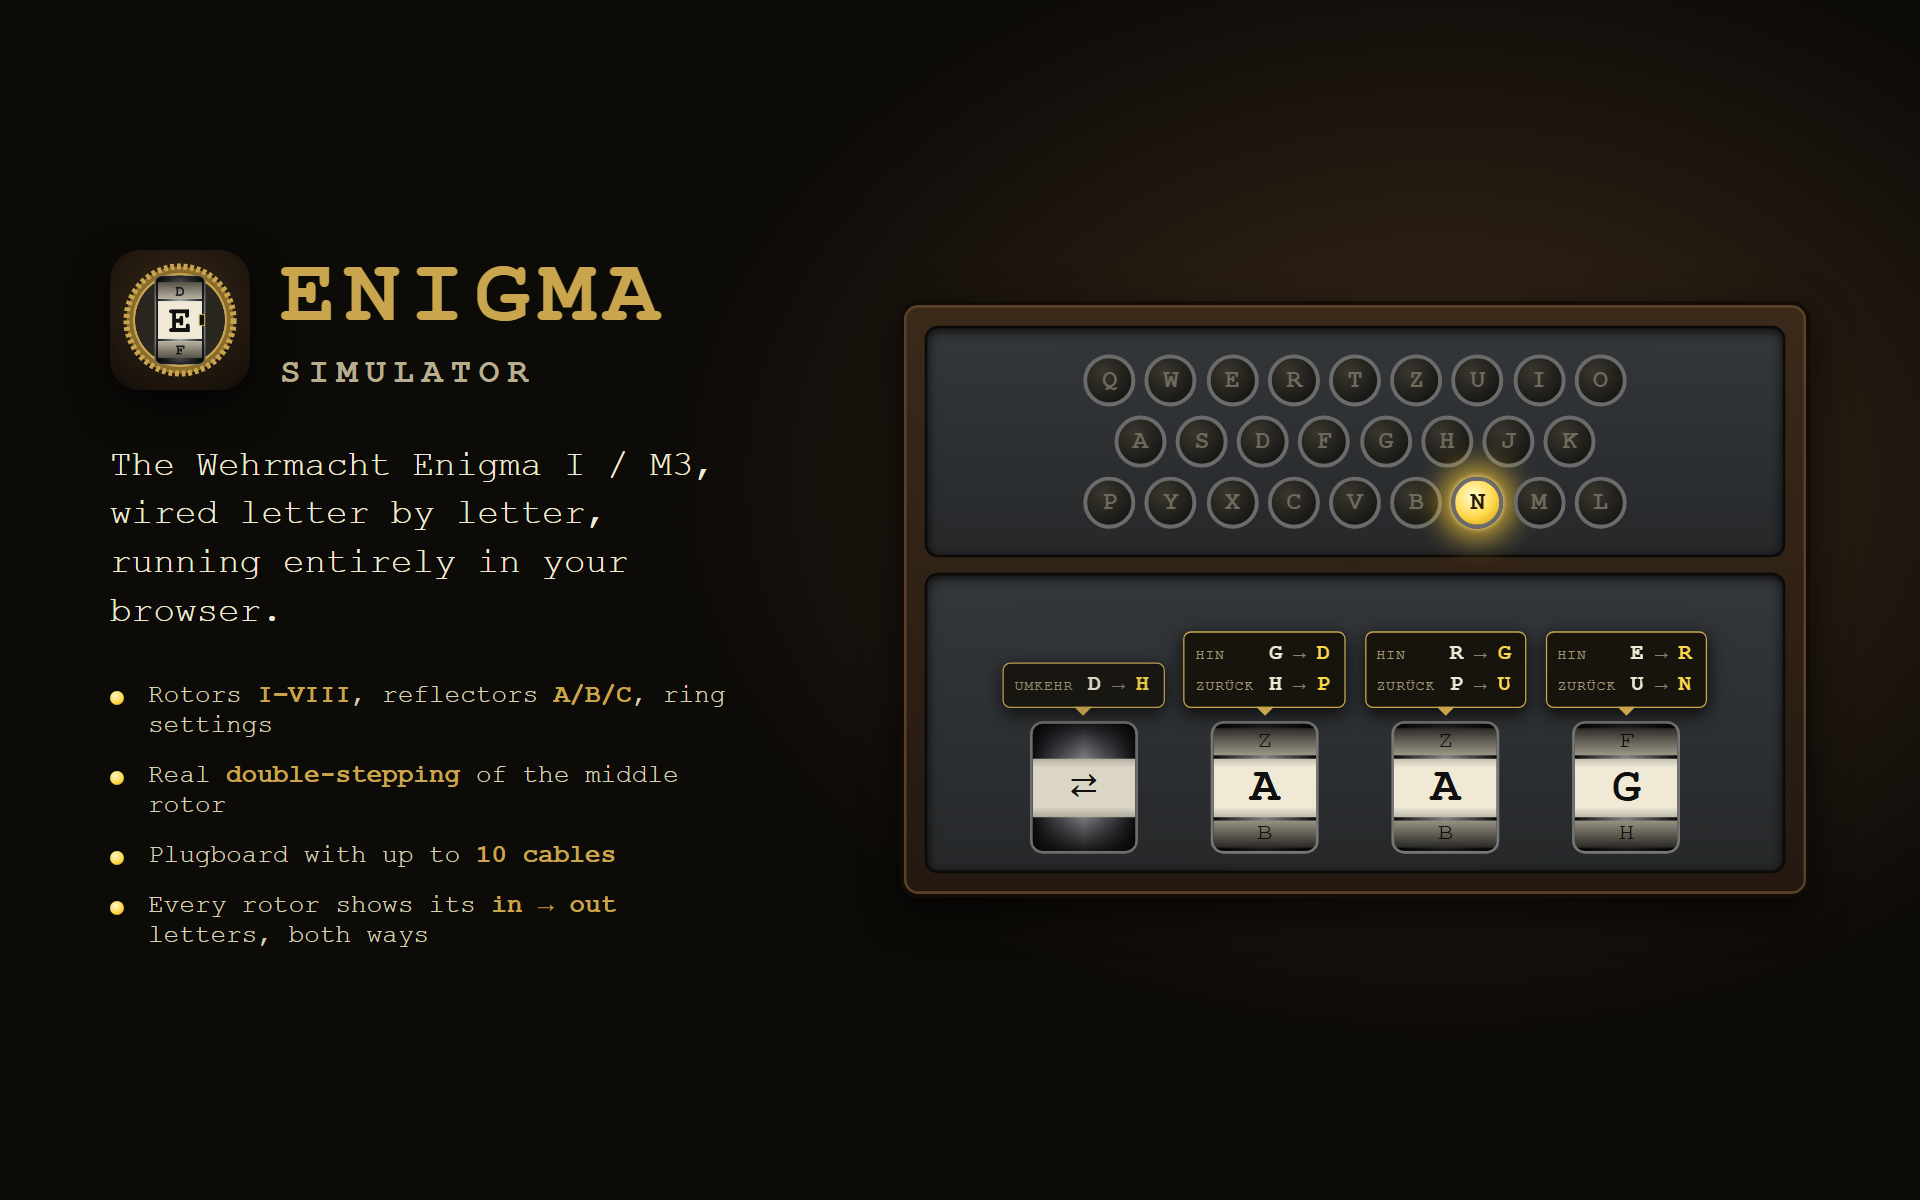 D
E
F
ENIGMA
SIMULATOR
The Wehrmacht Enigma I / M3,
wired letter by letter,
running entirely in your
browser.
Rotors I–VIII, reflectors A/B/C, ring
settings
Real double-stepping of the middle
rotor
Plugboard with up to 10 cables
Every rotor shows its in → out
letters, both ways
Q W E R T Z U I O
A S D F G H J K
P Y X C V B N M L
UMKEHR D → H
HIN G → D
ZURÜCK H → P
HIN R → G
ZURÜCK P → U
HIN E → R
ZURÜCK U → N
⇄
Z
A
B
Z
A
B
F
G
H